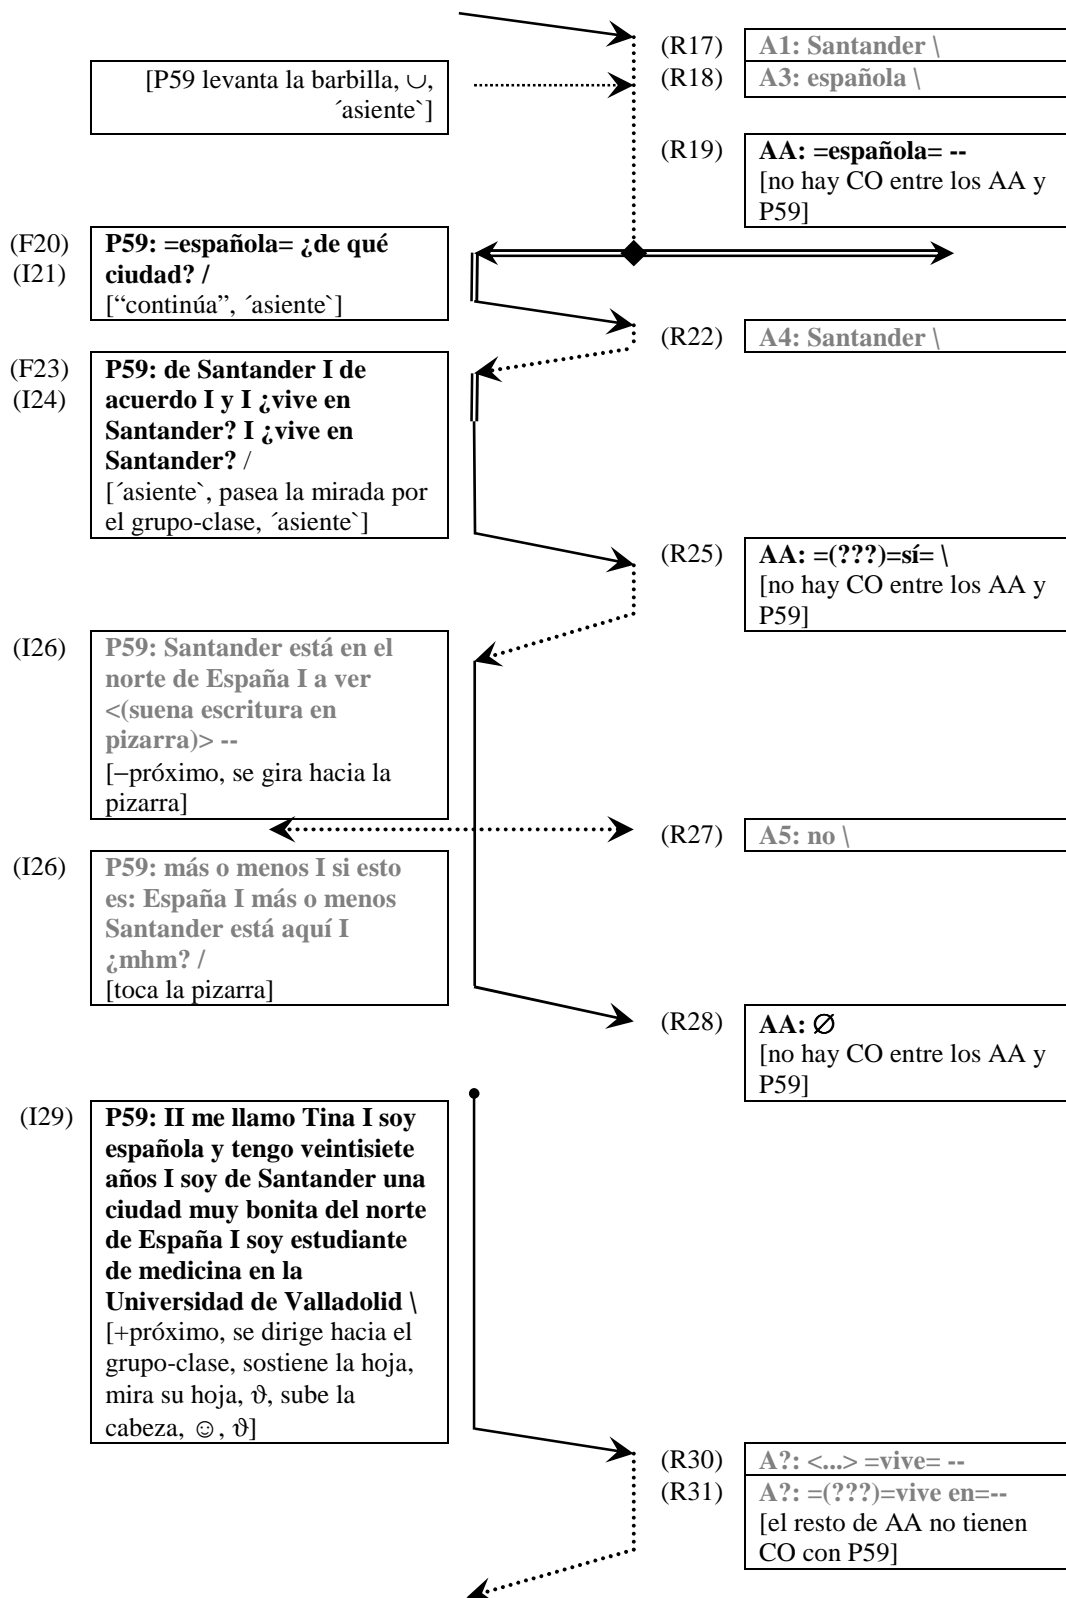 (R17) A1: Santander \
[P59 levanta la barbilla, ∪,
´asiente`]
(R18) A3: española \
(R19) AA: =española= --
[no hay CO entre los AA y
P59]
(F20) P59: =española= ¿de qué
(I21) ciudad? /
[“continúa”, ´asiente`]
(R22) A4: Santander \
(F23) P59: de Santander I de
(I24) acuerdo I y I ¿vive en
Santander? I ¿vive en
Santander? /
[´asiente`, pasea la mirada por
el grupo-clase, ´asiente`]
(R25) AA: =(???)=sí= \
[no hay CO entre los AA y
P59]
(I26) P59: Santander está en el
norte de España I a ver
<(suena escritura en
pizarra)> --
[−próximo, se gira hacia la
pizarra]
(R27) A5: no \
(I26) P59: más o menos I si esto
es: España I más o menos
Santander está aquí I
¿mhm? /
[toca la pizarra]
(R28) AA: ∅
[no hay CO entre los AA y
P59]
(I29) P59: II me llamo Tina I soy
española y tengo veintisiete
años I soy de Santander una
ciudad muy bonita del norte
de España I soy estudiante
de medicina en la
Universidad de Valladolid \
[+próximo, se dirige hacia el
grupo-clase, sostiene la hoja,
mira su hoja, ϑ, sube la
cabeza, ☺, ϑ]
(R30) A?: <...> =vive= --
(R31) A?: =(???)=vive en=--
[el resto de AA no tienen
CO con P59]